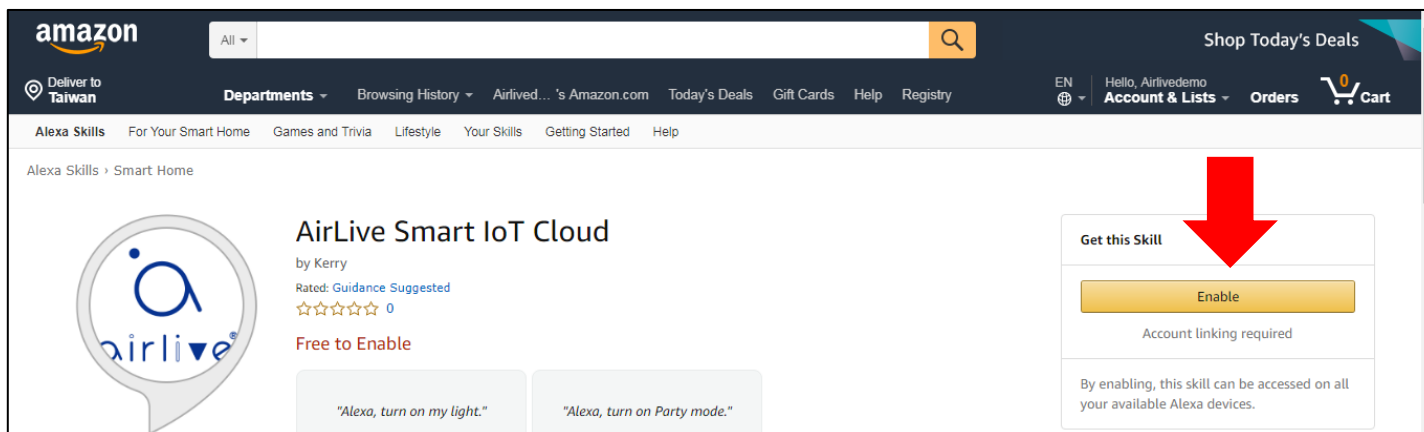 amazon
All
Shop Today's Deals
Deliver to
Taiwan
Departments
Browsing History
Airlived... 's Amazon.com
Today's Deals
Gift Cards
Help
Registry
EN
Hello, Airlivedemo
Account & Lists
Orders
0
Cart
Alexa Skills
For Your Smart Home
Games and Trivia
Lifestyle
Your Skills
Getting Started
Help
Alexa Skills › Smart Home
airlive®
AirLive Smart IoT Cloud
by Kerry
Rated: Guidance Suggested
0
Free to Enable
"Alexa, turn on my light."
"Alexa, turn on Party mode."
Get this Skill
Enable
Account linking required
By enabling, this skill can be accessed on all
your available Alexa devices.